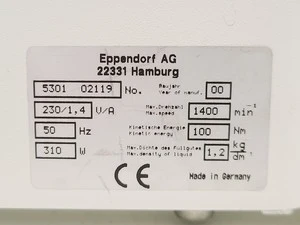 Eppendorf AG
22331 Hamburg
5301 02119 No. Baujahr Year of manuf. 00
230/1,4 V/A Max.Drehzahl Max.speed 1400 min⁻¹
50 Hz Kinetische Energie Kinetic energy 100 Nm
310 W Max.Dichte des Füllgutes Max.density of liquid 1,2 kg/dm³
CE Made in Germany